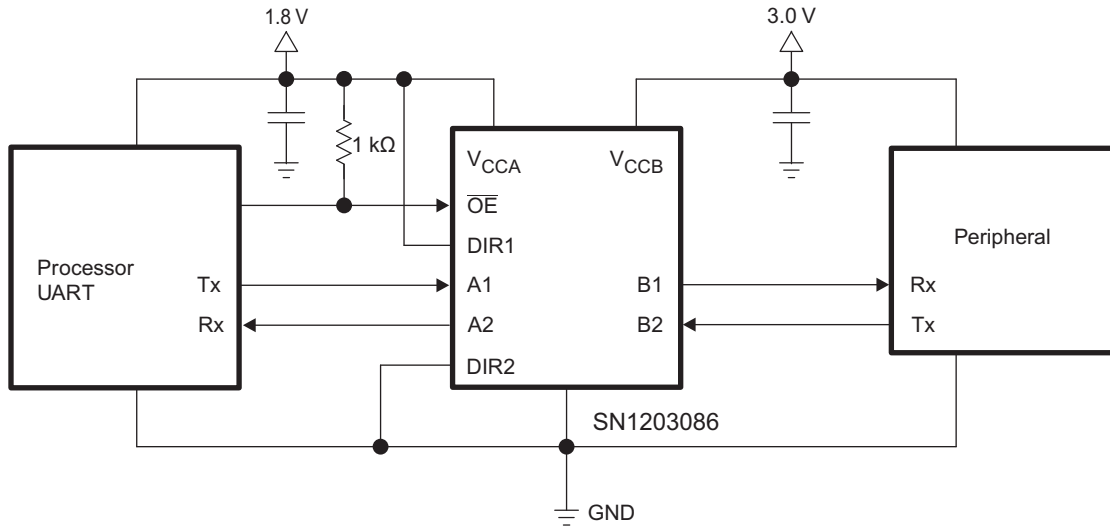 1.8 V
3.0 V
1 kΩ
VCCA
VCCB
OE
DIR1
Processor
UART
Peripheral
Tx
A1
B1
Rx
Rx
A2
B2
Tx
DIR2
SN1203086
GND